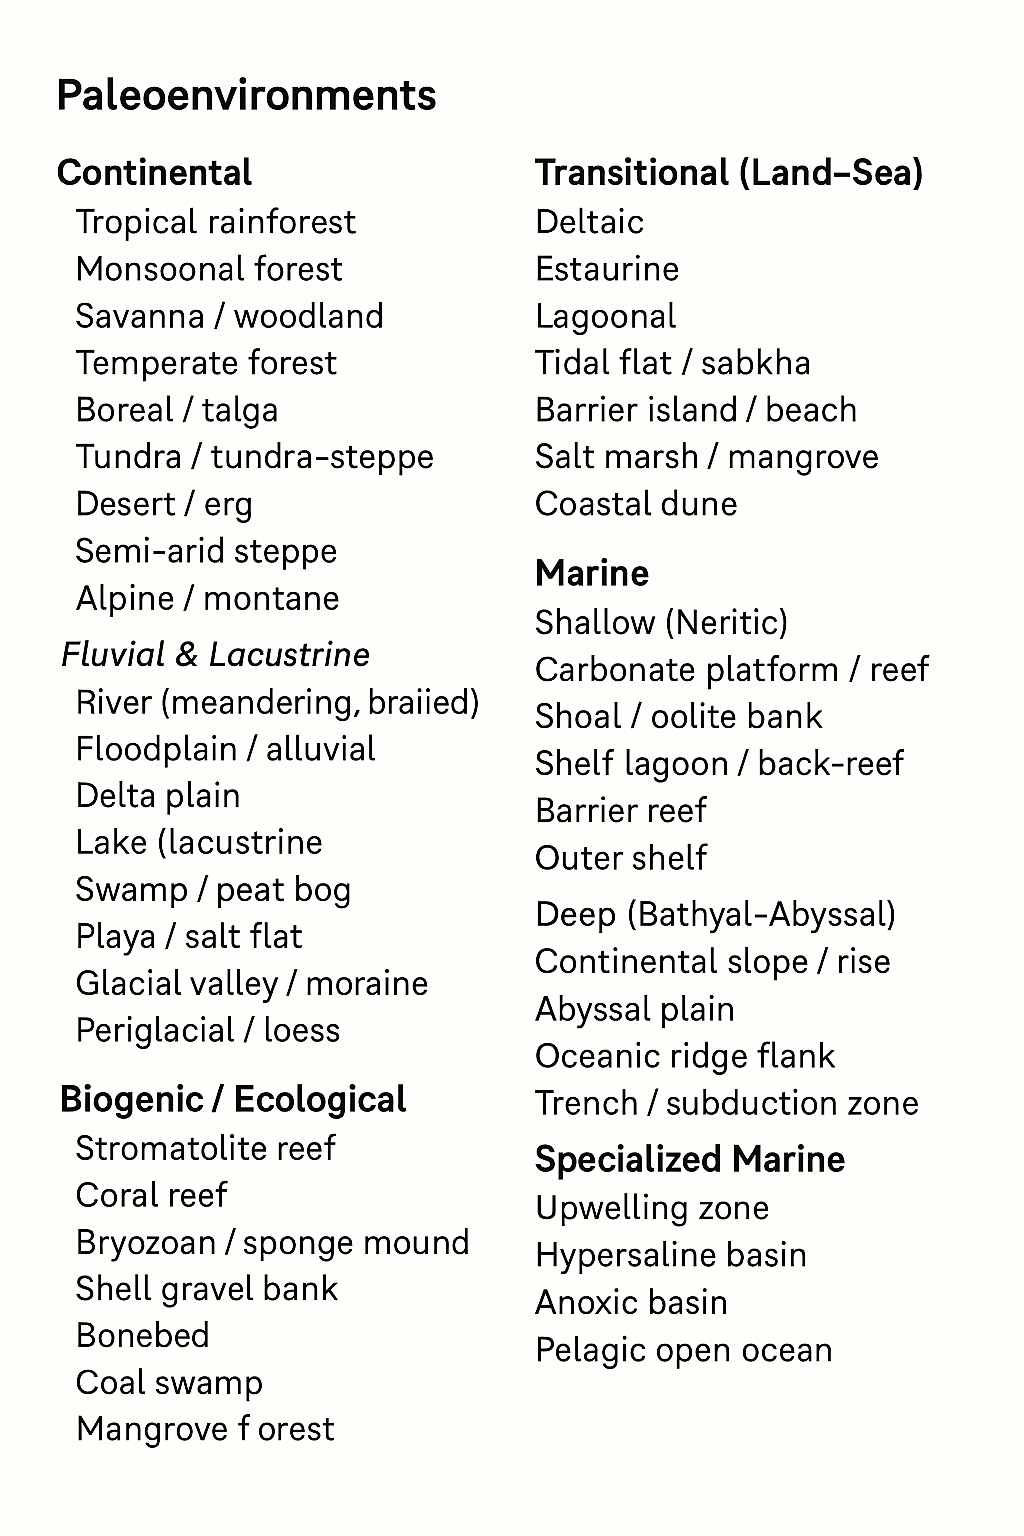 Paleoenvironments
Continental
Tropical rainforest
Monsoonal forest
Savanna / woodland
Temperate forest
Boreal / talga
Tundra / tundra-steppe
Desert / erg
Semi-arid steppe
Alpine / montane
Fluvial & Lacustrine
River (meandering, braiied)
Floodplain / alluvial
Delta plain
Lake (lacustrine
Swamp / peat bog
Playa / salt flat
Glacial valley / moraine
Periglacial / loess
Biogenic / Ecological
Stromatolite reef
Coral reef
Bryozoan / sponge mound
Shell gravel bank
Bonebed
Coal swamp
Mangrove f orest
Transitional (Land–Sea)
Deltaic
Estaurine
Lagoonal
Tidal flat / sabkha
Barrier island / beach
Salt marsh / mangrove
Coastal dune
Marine
Shallow (Neritic)
Carbonate platform / reef
Shoal / oolite bank
Shelf lagoon / back-reef
Barrier reef
Outer shelf
Deep (Bathyal-Abyssal)
Continental slope / rise
Abyssal plain
Oceanic ridge flank
Trench / subduction zone
Specialized Marine
Upwelling zone
Hypersaline basin
Anoxic basin
Pelagic open ocean